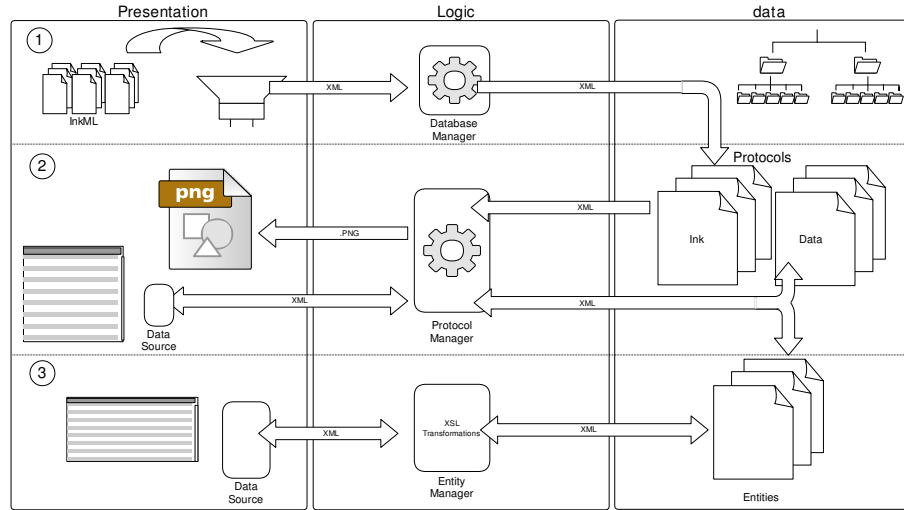 Presentation
Logic
data
1
InkML
XML
Database
Manager
XML
2
png
.PNG
Protocols
XML
Ink
Data
XML
XML
Data
Source
Protocol
Manager
3
XML
XSL
Transformations
XML
Data
Source
Entity
Manager
Entities